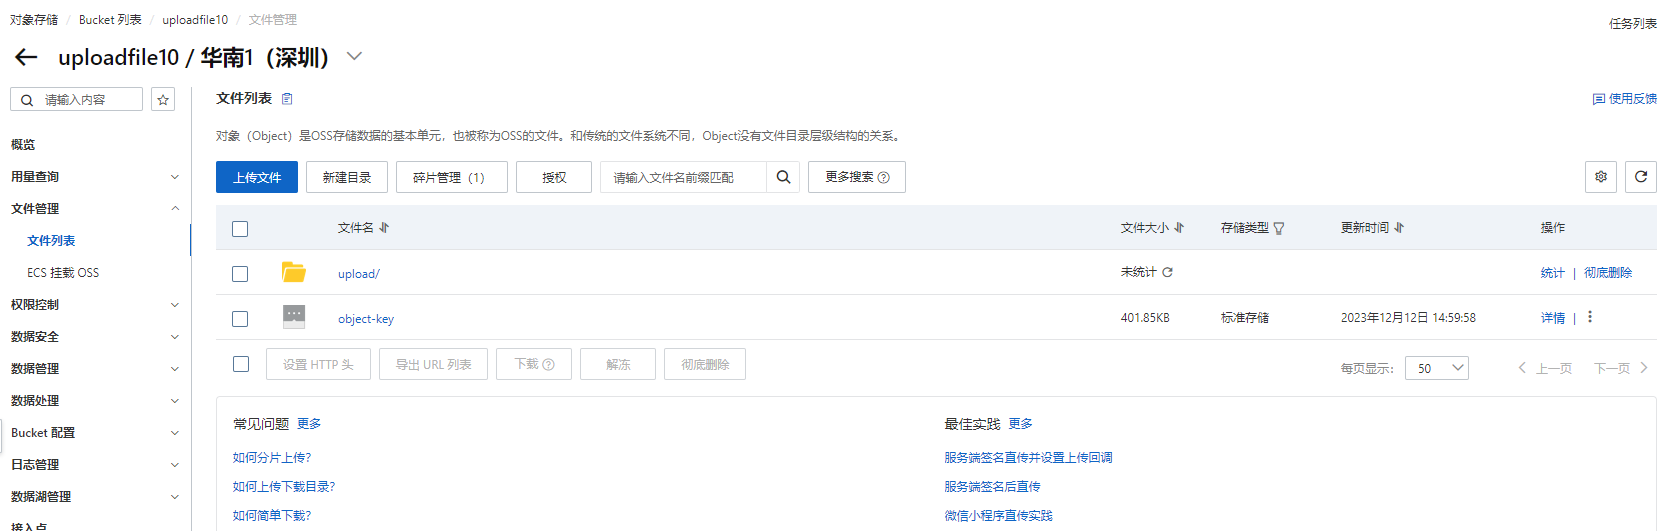 对象存储 / Bucket 列表 / uploadfile10 / 文件管理
任务列表
uploadfile10 / 华南1（深圳）
请输入内容
概览
用量查询
文件管理
文件列表
ECS 挂载 OSS
权限控制
数据安全
数据管理
数据处理
Bucket 配置
日志管理
数据湖管理
接入点
文件列表
使用反馈
对象（Object）是OSS存储数据的基本单元，也被称为OSS的文件。和传统的文件系统不同，Object没有文件目录层级结构的关系。
上传文件 新建目录 碎片管理（1） 授权 请输入文件名前缀匹配 更多搜索
文件名 文件大小 存储类型 更新时间 操作
upload/ 未统计 统计 | 彻底删除
object-key 401.85KB 标准存储 2023年12月12日 14:59:58 详情 |
设置 HTTP 头 导出 URL 列表 下载 解冻 彻底删除 每页显示： 50 上一页 下一页
常见问题 更多
如何分片上传?
如何上传下载目录?
如何简单下载?
最佳实践 更多
服务端签名直传并设置上传回调
服务端签名后直传
微信小程序直传实践